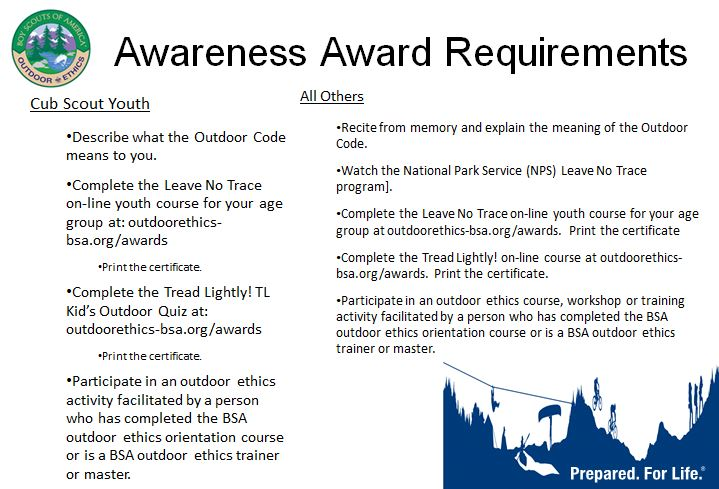 BOY SCOUTS OF AMERICA
OUTDOOR ETHICS
Awareness Award Requirements
Cub Scout Youth
•Describe what the Outdoor Code
means to you.
•Complete the Leave No Trace
on-line youth course for your age
group at: outdoorethics-
bsa.org/awards
•Print the certificate.
•Complete the Tread Lightly! TL
Kid's Outdoor Quiz at:
outdoorethics-bsa.org/awards
•Print the certificate.
•Participate in an outdoor ethics
activity facilitated by a person
who has completed the BSA
outdoor ethics orientation course
or is a BSA outdoor ethics trainer
or master.
All Others
•Recite from memory and explain the meaning of the Outdoor
Code.
•Watch the National Park Service (NPS) Leave No Trace
program].
•Complete the Leave No Trace on-line youth course for your age
group at outdoorethics-bsa.org/awards. Print the certificate
•Complete the Tread Lightly! on-line course at outdoorethics-
bsa.org/awards. Print the certificate.
•Participate in an outdoor ethics course, workshop or training
activity facilitated by a person who has completed the BSA
outdoor ethics orientation course or is a BSA outdoor ethics
trainer or master.
Prepared. For Life.®